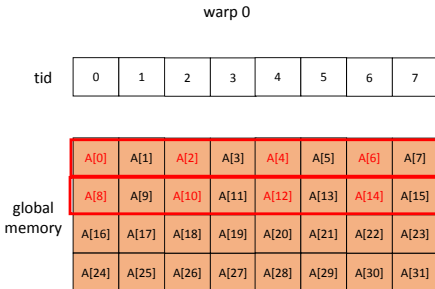 warp 0
tid 0 1 2 3 4 5 6 7
A[0] A[1] A[2] A[3] A[4] A[5] A[6] A[7]
A[8] A[9] A[10] A[11] A[12] A[13] A[14] A[15]
global
memory
A[16] A[17] A[18] A[19] A[20] A[21] A[22] A[23]
A[24] A[25] A[26] A[27] A[28] A[29] A[30] A[31]